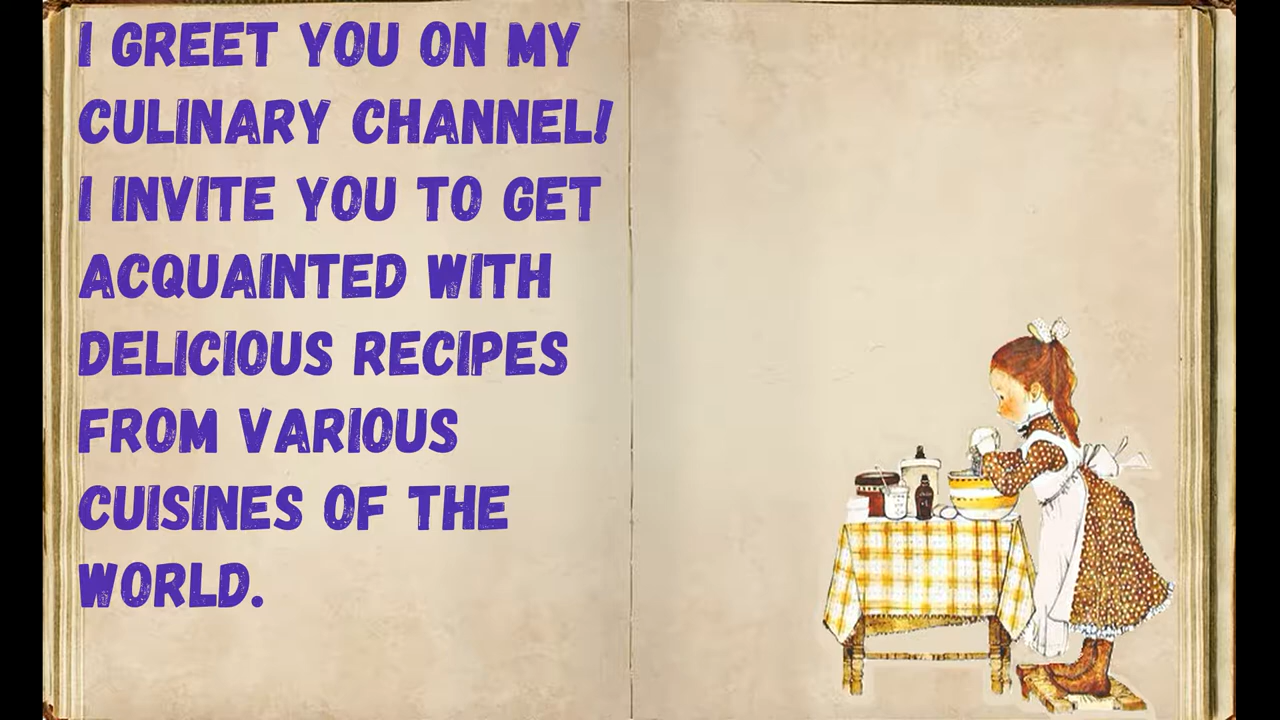 I GREET YOU ON MY
CULINARY CHANNEL!
I INVITE YOU TO GET
ACQUAINTED WITH
DELICIOUS RECIPES
FROM VARIOUS
CUISINES OF THE
WORLD.